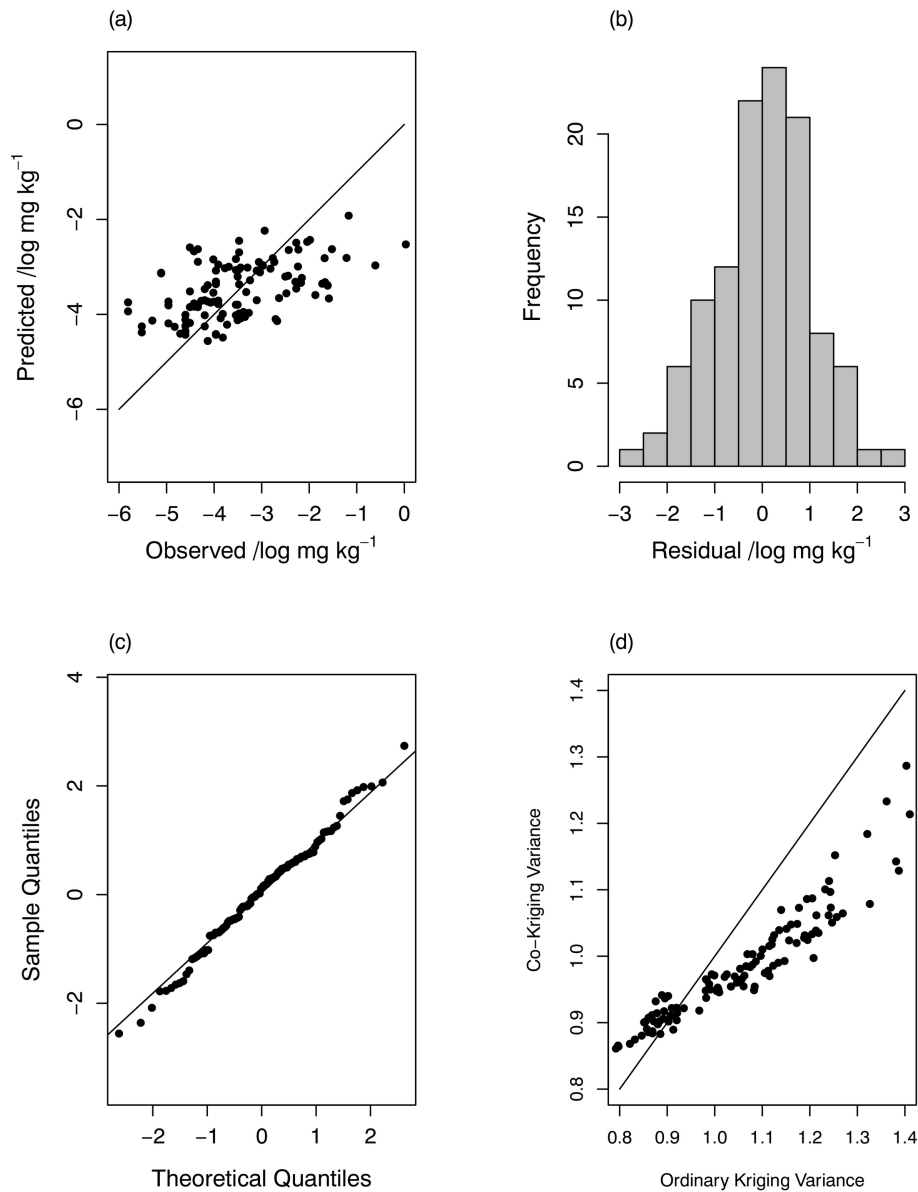 (a)
Predicted /log mg kg⁻¹
0
−2
−4
−6
−6 −5 −4 −3 −2 −1 0
Observed /log mg kg⁻¹
(b)
Frequency
20
15
10
5
0
−3 −2 −1 0 1 2 3
Residual /log mg kg⁻¹
(c)
Sample Quantiles
4
2
0
−2
−2 −1 0 1 2
Theoretical Quantiles
(d)
Co−Kriging Variance
1.4
1.3
1.2
1.1
1.0
0.9
0.8
0.8 0.9 1.0 1.1 1.2 1.3 1.4
Ordinary Kriging Variance